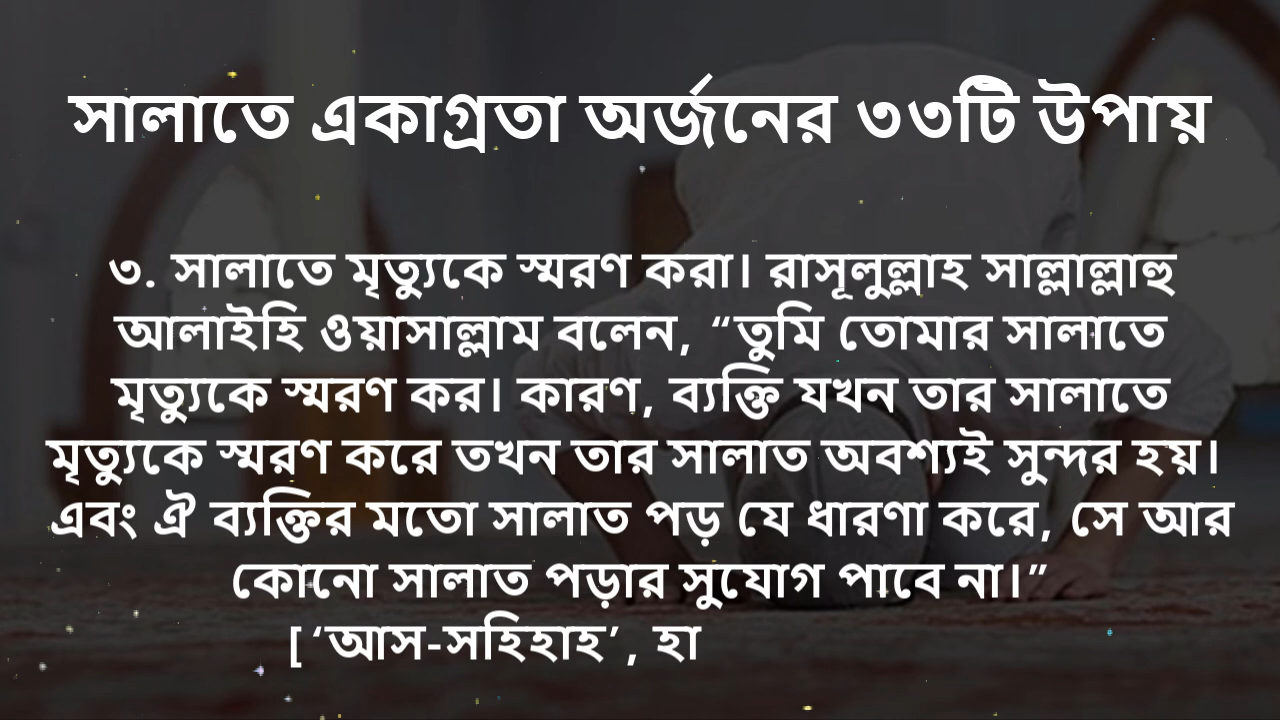 সালাতে একাগ্রতা অর্জনের ৩৩টি উপায়
৩. সালাতে মৃত্যুকে স্মরণ করা। রাসূলুল্লাহ সাল্লাল্লাহু
আলাইহি ওয়াসাল্লাম বলেন, “তুমি তোমার সালাতে
মৃত্যুকে স্মরণ কর। কারণ, ব্যক্তি যখন তার সালাতে
মৃত্যুকে স্মরণ করে তখন তার সালাত অবশ্যই সুন্দর হয়।
এবং ঐ ব্যক্তির মতো সালাত পড় যে ধারণা করে, সে আর
কোনো সালাত পড়ার সুযোগ পাবে না।”
[ ‘আস-সহিহাহ’, হা